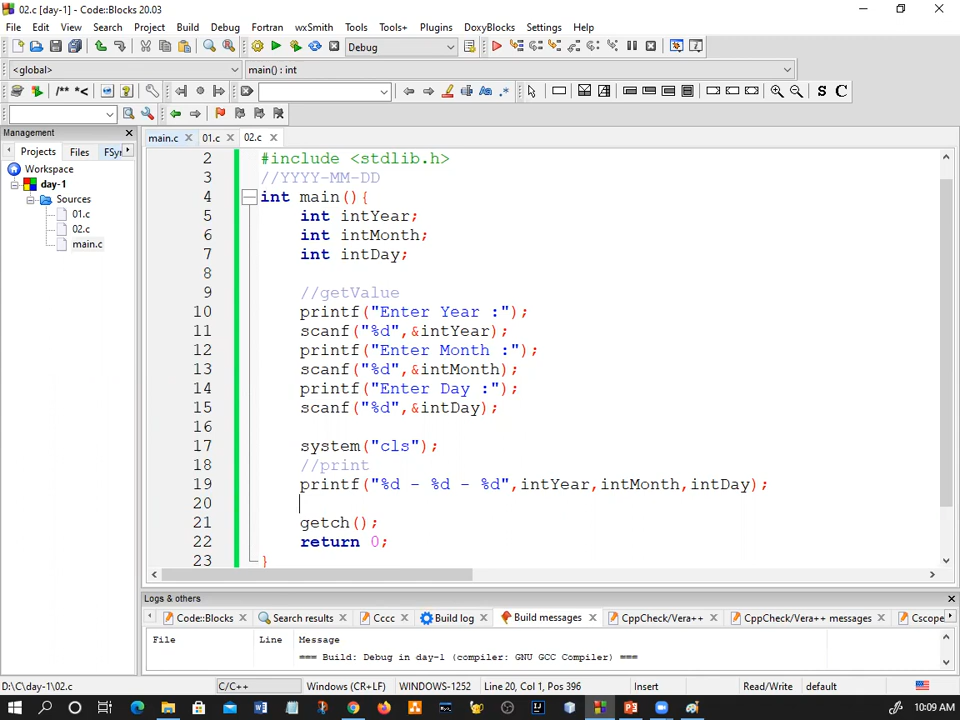 02.c [day-1] - Code::Blocks 20.03
File Edit View Search Project Build Debug Fortran wxSmith Tools Tools+ Plugins DoxyBlocks Settings Help
Debug
<global> main() : int
/** *< S C
Management
Projects Files FSyr
main.c 01.c 02.c
Workspace
day-1
Sources
01.c
02.c
main.c
2 #include <stdlib.h>
3 //YYYY-MM-DD
4 int main(){
5 int intYear;
6 int intMonth;
7 int intDay;
8
9 //getValue
10 printf("Enter Year :");
11 scanf("%d",&intYear);
12 printf("Enter Month :");
13 scanf("%d",&intMonth);
14 printf("Enter Day :");
15 scanf("%d",&intDay);
16
17 system("cls");
18 //print
19 printf("%d - %d - %d",intYear,intMonth,intDay);
20
21 getch();
22 return 0;
23 }
Logs & others
Code::Blocks Search results Cccc Build log Build messages CppCheck/Vera++ CppCheck/Vera++ messages Cscope
File Line Message
=== Build: Debug in day-1 (compiler: GNU GCC Compiler) ===
D:\C\day-1\02.c C/C++ Windows (CR+LF) WINDOWS-1252 Line 20, Col 1, Pos 396 Insert Read/Write default
10:09 AM